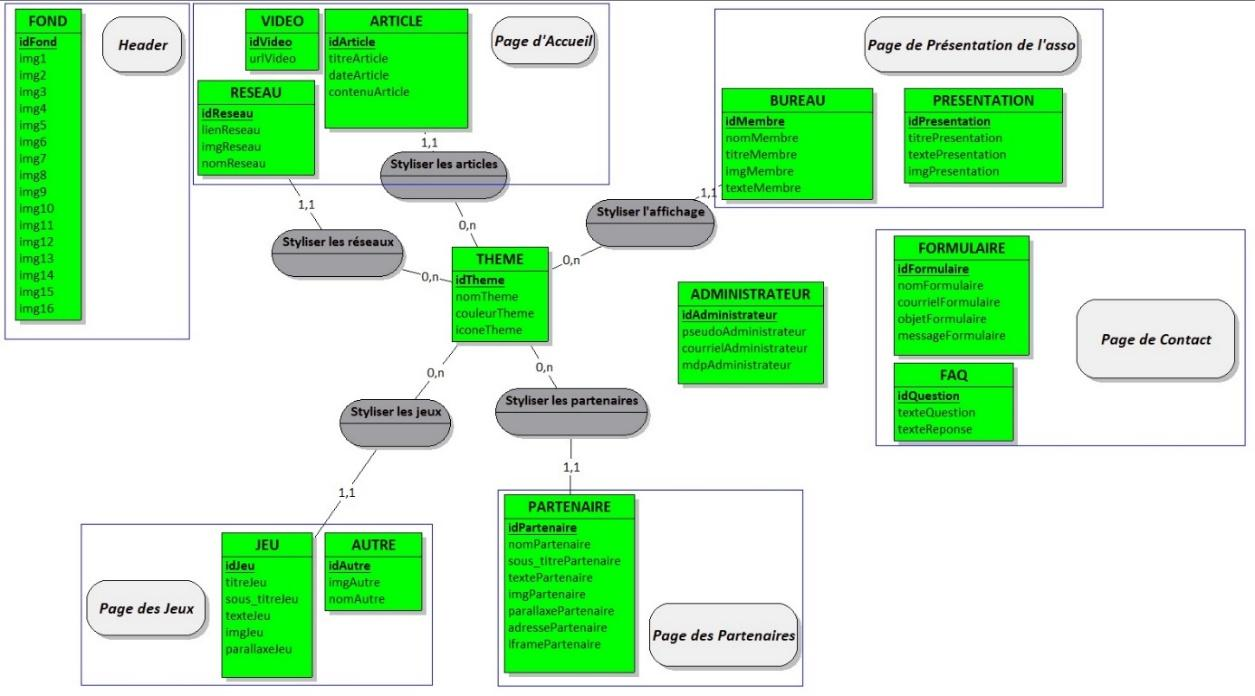 FOND
idFond
img1
img2
img3
img4
img5
img6
img7
img8
img9
img10
img11
img12
img13
img14
img15
img16
Header
VIDEO
idVideo
urlVideo
ARTICLE
idArticle
titreArticle
dateArticle
contenuArticle
Page d'Accueil
RESEAU
idReseau
lienReseau
imgReseau
nomReseau
1,1
Styliser les articles
0,n
1,1
Styliser les réseaux
0,n
Page de Présentation de l'asso
BUREAU
idMembre
nomMembre
titreMembre
imgMembre
texteMembre
PRESENTATION
idPresentation
titrePresentation
textePresentation
imgPresentation
1,1
Styliser l'affichage
0,n
THEME
idTheme
nomTheme
couleurTheme
iconeTheme
ADMINISTRATEUR
idAdministrateur
pseudoAdministrateur
courrielAdministrateur
mdpAdministrateur
FORMULAIRE
idFormulaire
nomFormulaire
courrielFormulaire
objetFormulaire
messageFormulaire
Page de Contact
FAQ
idQuestion
texteQuestion
texteReponse
0,n
Styliser les jeux
1,1
0,n
Styliser les partenaires
1,1
Page des Jeux
JEU
idJeu
titreJeu
sous_titreJeu
texteJeu
imgJeu
parallaxeJeu
AUTRE
idAutre
imgAutre
nomAutre
PARTENAIRE
idPartenaire
nomPartenaire
sous_titrePartenaire
textePartenaire
imgPartenaire
parallaxePartenaire
adressePartenaire
iframePartenaire
Page des Partenaires